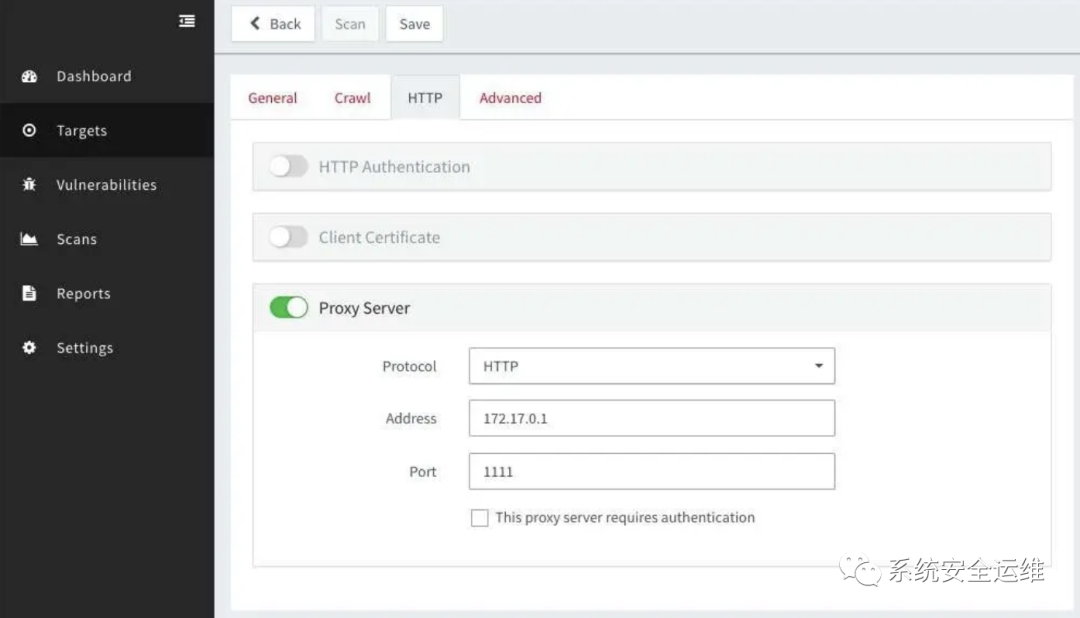 Back Scan Save
Dashboard
Targets
Vulnerabilities
Scans
Reports
Settings
General Crawl HTTP Advanced
HTTP Authentication
Client Certificate
Proxy Server
Protocol HTTP
Address 172.17.0.1
Port 1111
This proxy server requires authentication
系统安全运维